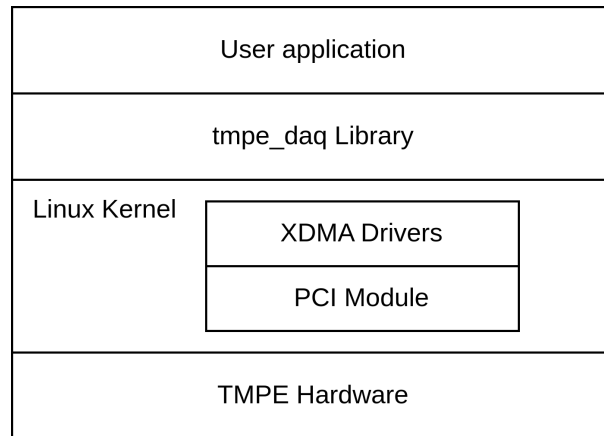 User application
tmpe_daq Library
Linux Kernel
XDMA Drivers
PCI Module
TMPE Hardware